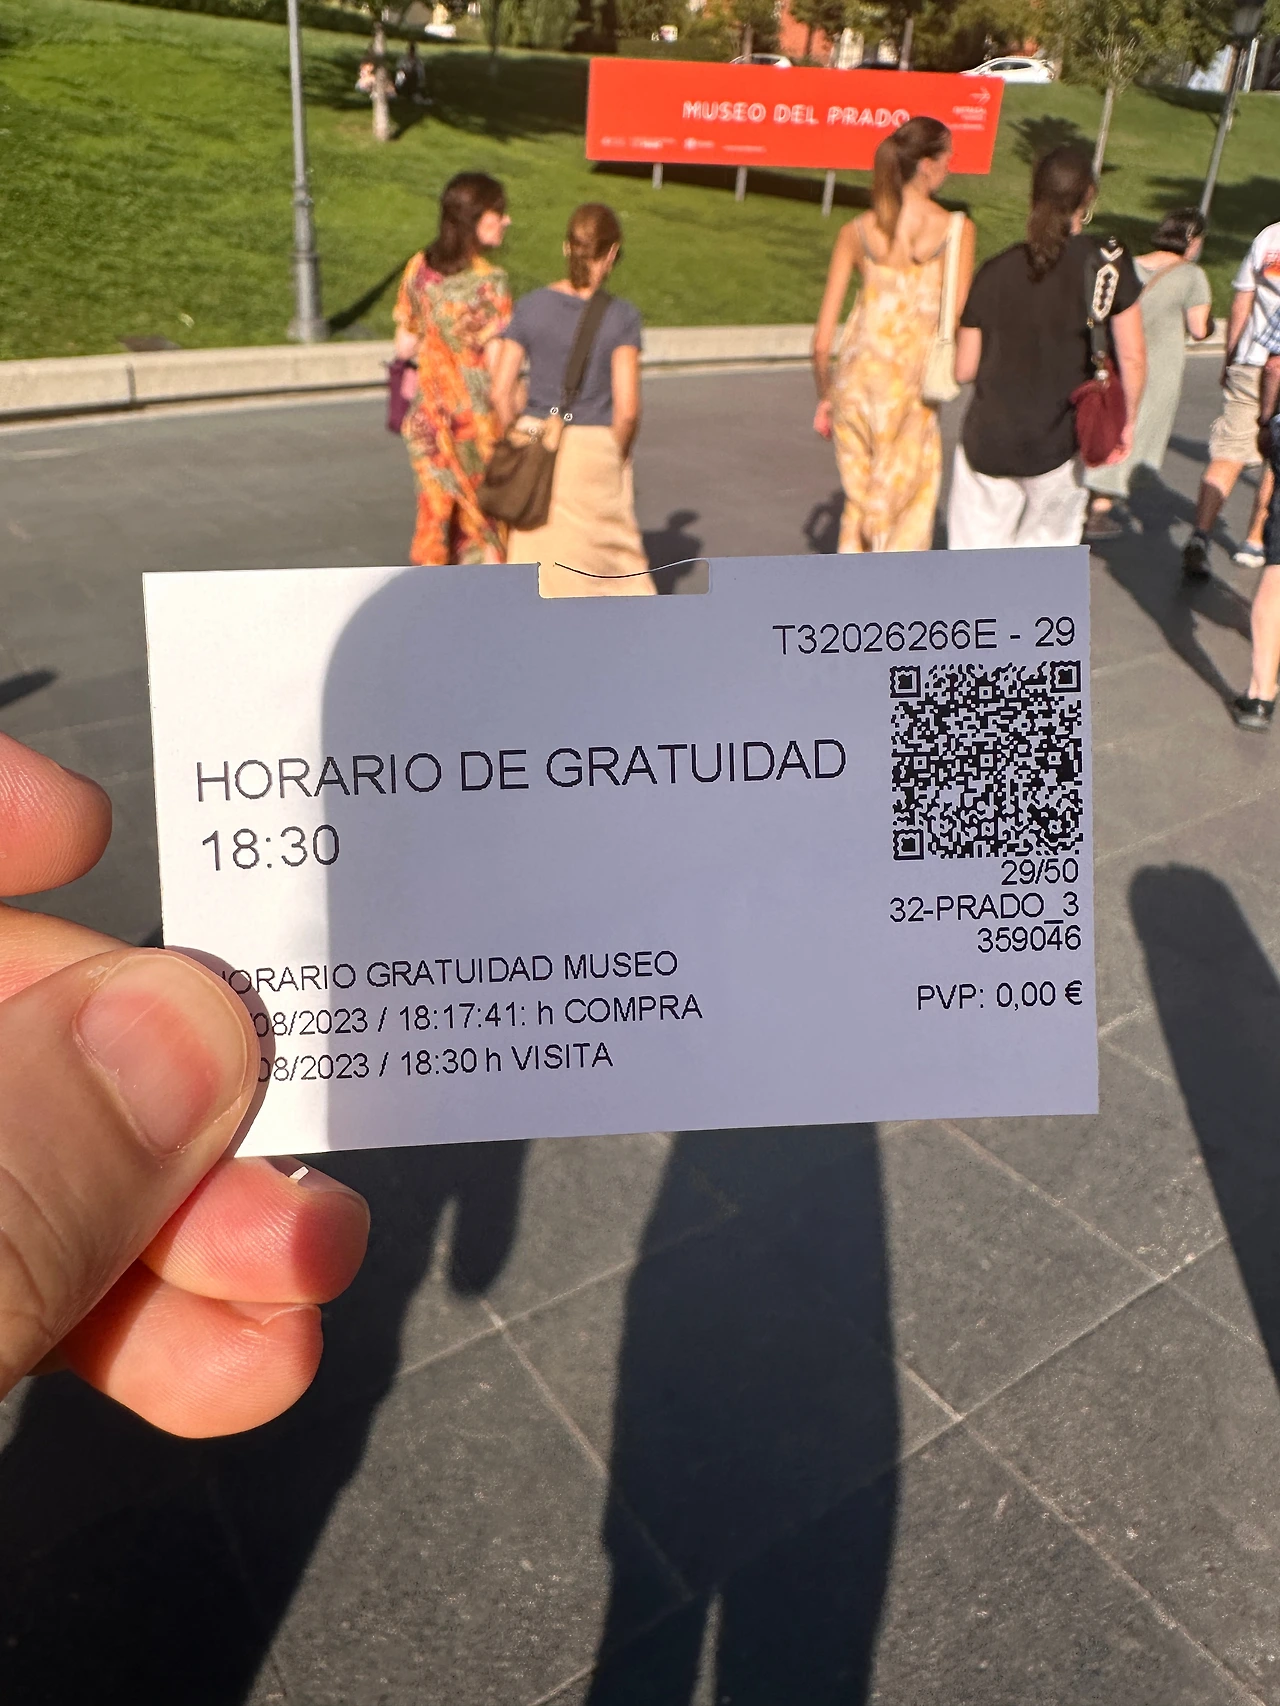 MUSEO DEL PRADO
T32026266E - 29
HORARIO DE GRATUIDAD
18:30
29/50
32-PRADO_3
359046
HORARIO GRATUIDAD MUSEO
PVP: 0,00 €
/08/2023 / 18:17:41: h COMPRA
08/2023 / 18:30 h VISITA